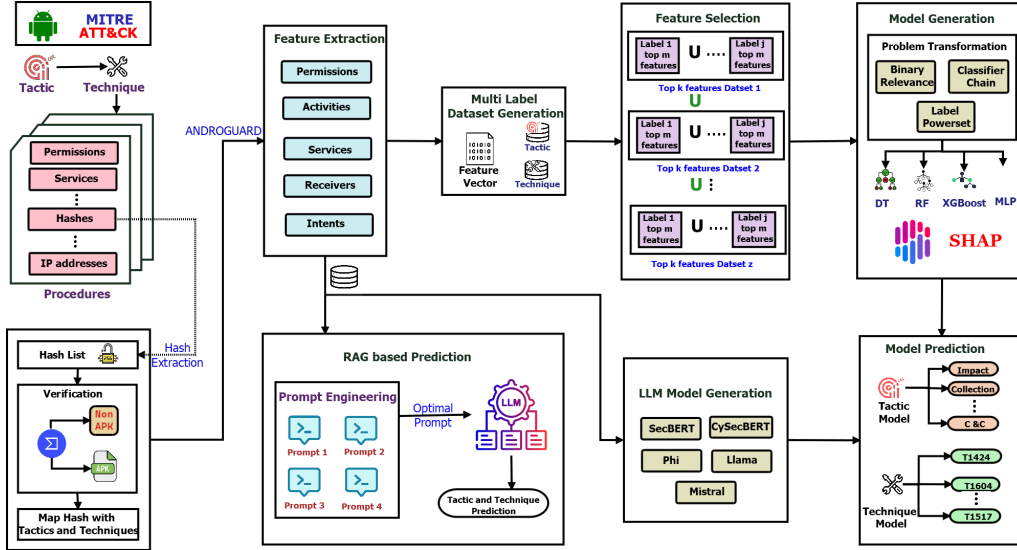 MITRE
ATT&CK
Tactic
Technique
Permissions
Services
Hashes
IP addresses
Procedures
Hash
Extraction
Hash List
256
Verification
Non
APK
APK
Map Hash with
Tactics and Techniques
ANDROGUARD
Feature Extraction
Permissions
Activities
Services
Receivers
Intents
Multi Label
Dataset Generation
IOIOI
OIOIO
Feature
Vector
Tactic
Technique
Feature Selection
Label 1
top m
features
U ....
Label j
top m
features
Top k features Datset 1
U
Label 1
top m
features
U ....
Label j
top m
features
Top k features Datset 2
U
Label 1
top m
features
U ....
Label j
top m
features
Top k features Datset z
Model Generation
Problem Transformation
Binary
Relevance
Classifier
Chain
Label
Powerset
DT
RF
XGBoost
MLP
SHAP
RAG based Prediction
Prompt Engineering
Prompt 1
Prompt 2
Prompt 3
Prompt 4
Optimal
Prompt
LLM
Tactic and Technique
Prediction
LLM Model Generation
SecBERT
CySecBERT
Phi
Llama
Mistral
Model Prediction
Tactic
Model
Impact
Collection
C &C
Technique
Model
T1424
T1604
T1517